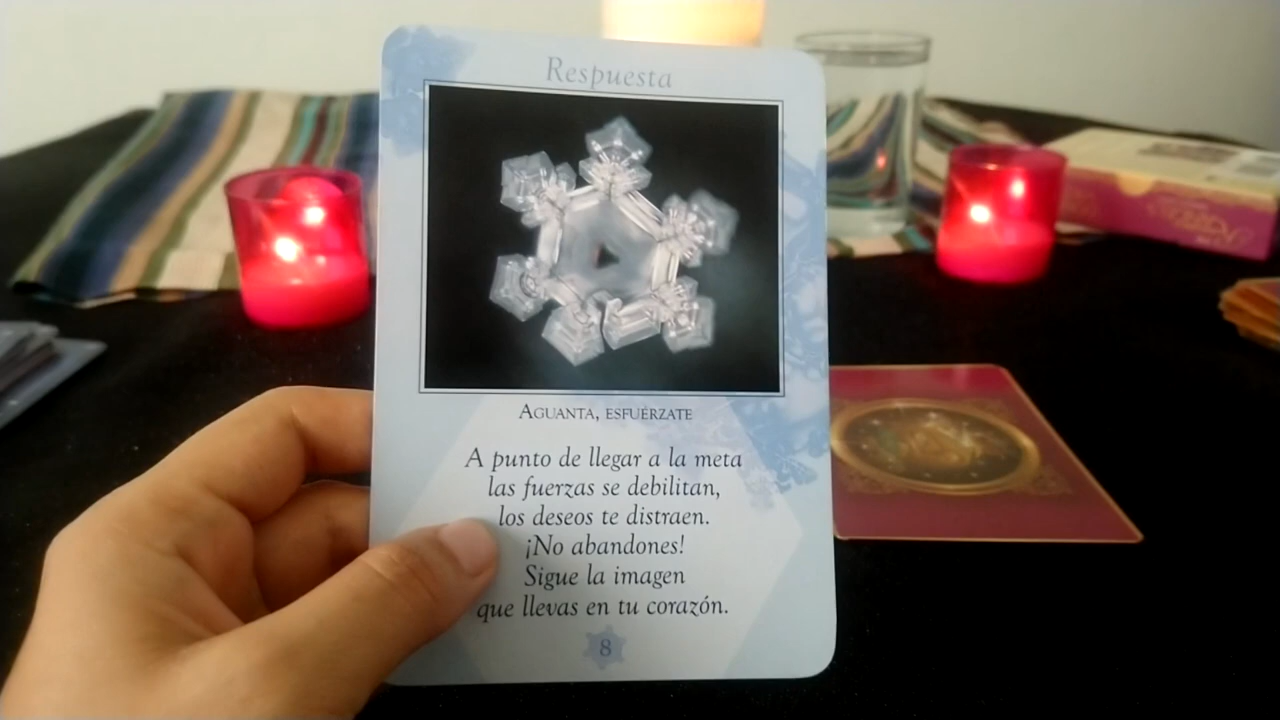 Respuesta
AGUANTA, ESFUÉRZATE
A punto de llegar a la meta
las fuerzas se debilitan,
los deseos te distraen.
¡No abandones!
Sigue la imagen
que llevas en tu corazón.
8